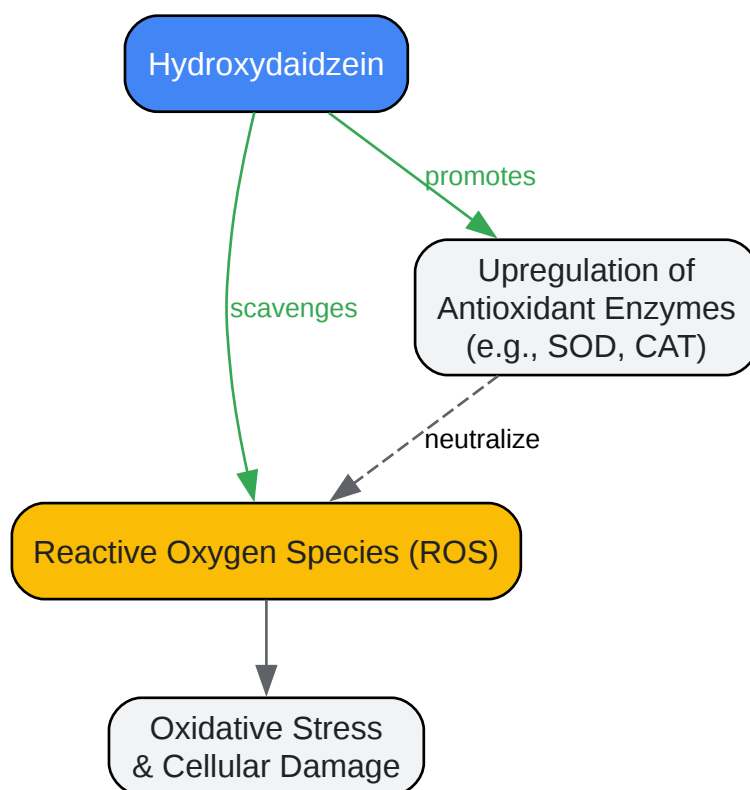 Hydroxydaidzein
promotes
Upregulation of
Antioxidant Enzymes
(e.g., SOD, CAT)
scavenges
neutralize
Reactive Oxygen Species (ROS)
Oxidative Stress
& Cellular Damage